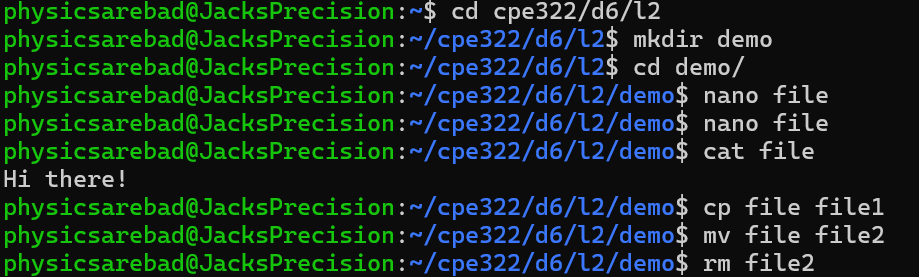 physicsarebad@JacksPrecision:~$ cd cpe322/d6/l2
physicsarebad@JacksPrecision:~/cpe322/d6/l2$ mkdir demo
physicsarebad@JacksPrecision:~/cpe322/d6/l2$ cd demo/
physicsarebad@JacksPrecision:~/cpe322/d6/l2/demo$ nano file
physicsarebad@JacksPrecision:~/cpe322/d6/l2/demo$ nano file
physicsarebad@JacksPrecision:~/cpe322/d6/l2/demo$ cat file
Hi there!
physicsarebad@JacksPrecision:~/cpe322/d6/l2/demo$ cp file file1
physicsarebad@JacksPrecision:~/cpe322/d6/l2/demo$ mv file file2
physicsarebad@JacksPrecision:~/cpe322/d6/l2/demo$ rm file2